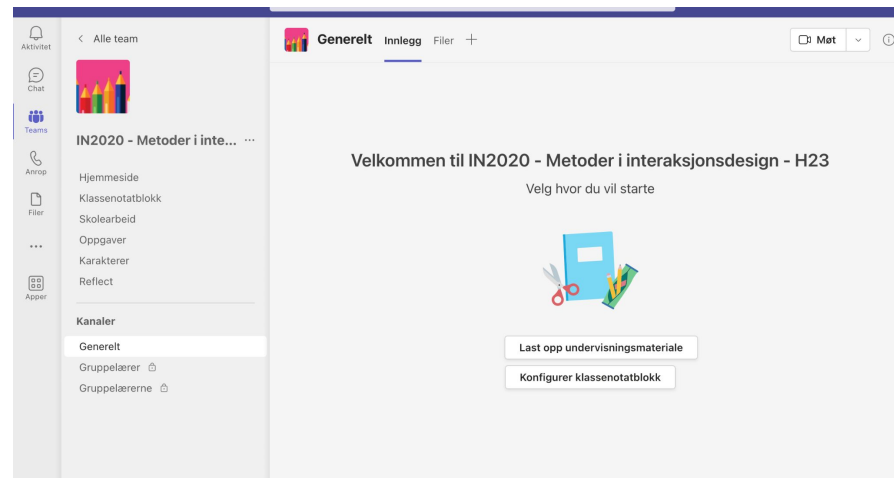 Aktivitet
Chat
Teams
Anrop
Filer
Apper
Alle team
IN2020 - Metoder i inte...
Hjemmeside
Klassenotatblokk
Skolearbeid
Oppgaver
Karakterer
Reflect
Kanaler
Generelt
Gruppelærer
Gruppelærerne
Generelt Innlegg Filer
Møt
Velkommen til IN2020 - Metoder i interaksjonsdesign - H23
Velg hvor du vil starte
Last opp undervisningsmateriale
Konfigurer klassenotatblokk